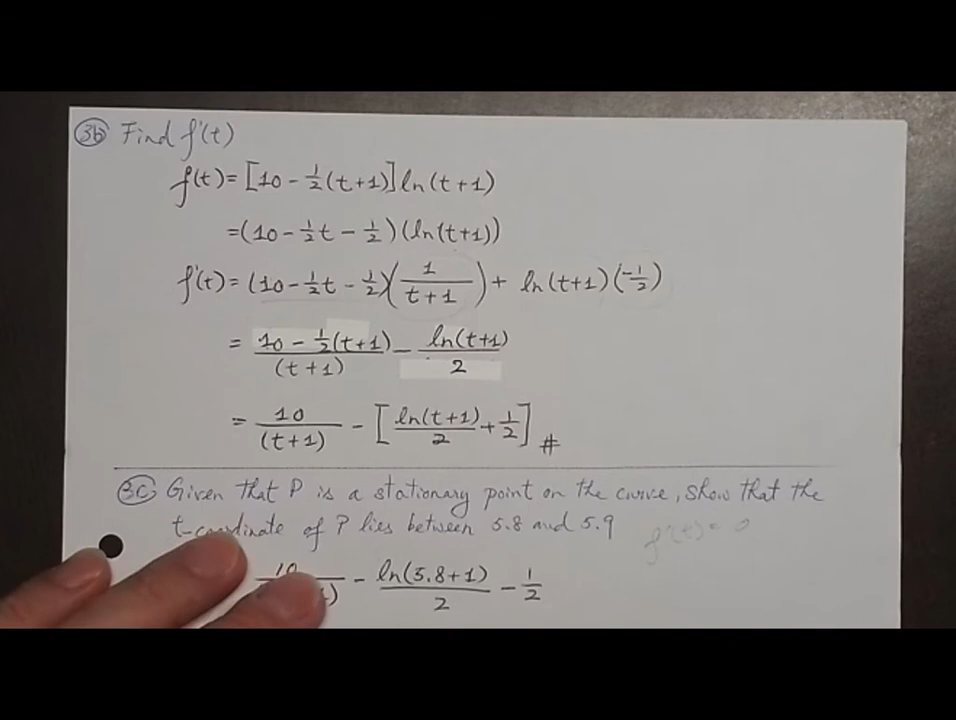 3b Find f'(t)
f(t) = [10 - 1/2(t+1)] ln(t+1)
= (10 - 1/2t - 1/2)(ln(t+1))
f'(t) = (10 - 1/2t - 1/2)(1/(t+1)) + ln(t+1)(-1/2)
= (10 - 1/2(t+1))/(t+1) - ln(t+1)/2
= 10/(t+1) - [ln(t+1)/2 + 1/2] #
3c Given that P is a stationary point on the curve, show that the
t-coordinate of P lies between 5.8 and 5.9 f'(t) = 0
10 1) - ln(5.8+1)/2 - 1/2